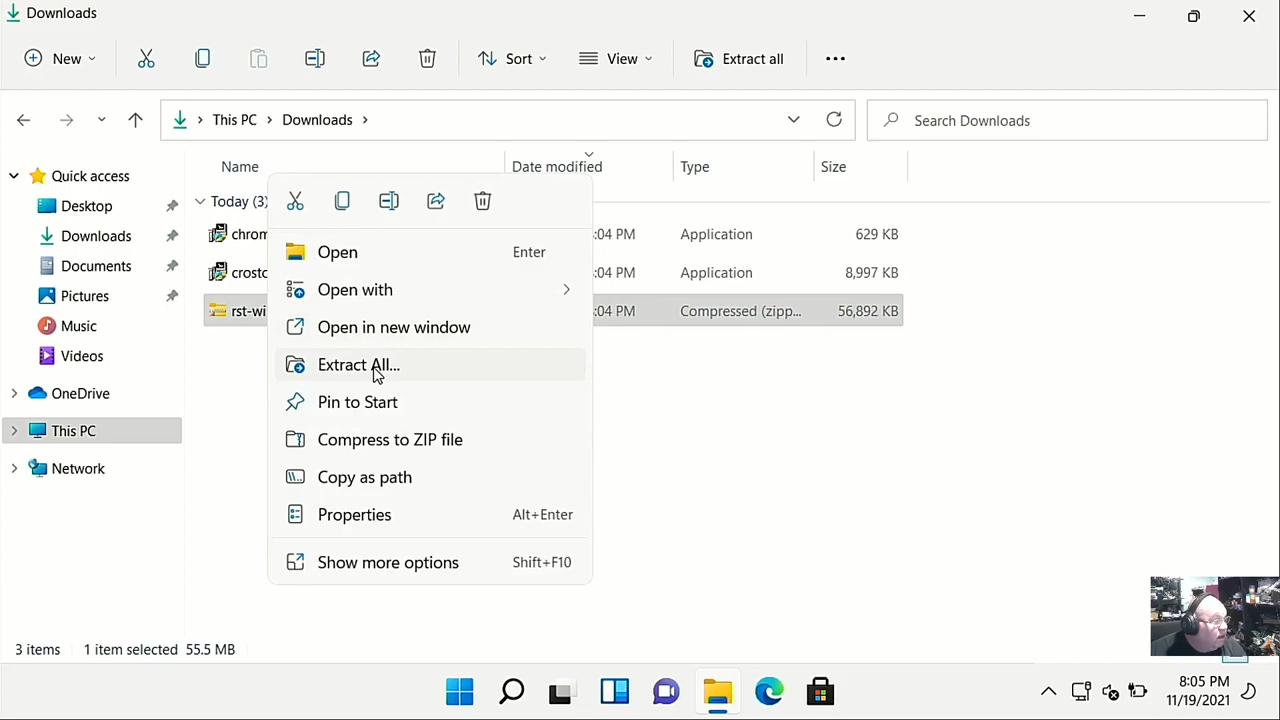 Downloads
New
Sort
View
Extract all
This PC > Downloads >
Search Downloads
Name
Date modified
Type
Size
Quick access
Desktop
Downloads
Documents
Pictures
Music
Videos
OneDrive
This PC
Network
Today (3)
chrom :04 PM Application 629 KB
crosto :04 PM Application 8,997 KB
rst-wi :04 PM Compressed (zipp... 56,892 KB
Open Enter
Open with
Open in new window
Extract All...
Pin to Start
Compress to ZIP file
Copy as path
Properties Alt+Enter
Show more options Shift+F10
3 items 1 item selected 55.5 MB
8:05 PM
11/19/2021